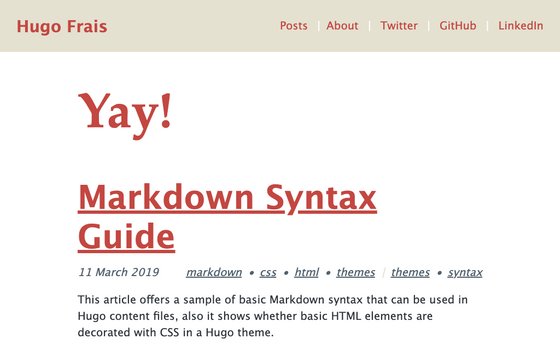 Hugo Frais Posts | About | Twitter | GitHub | LinkedIn
Yay!
Markdown Syntax
Guide
11 March 2019 markdown • css • html • themes | themes • syntax
This article offers a sample of basic Markdown syntax that can be used in
Hugo content files, also it shows whether basic HTML elements are
decorated with CSS in a Hugo theme.